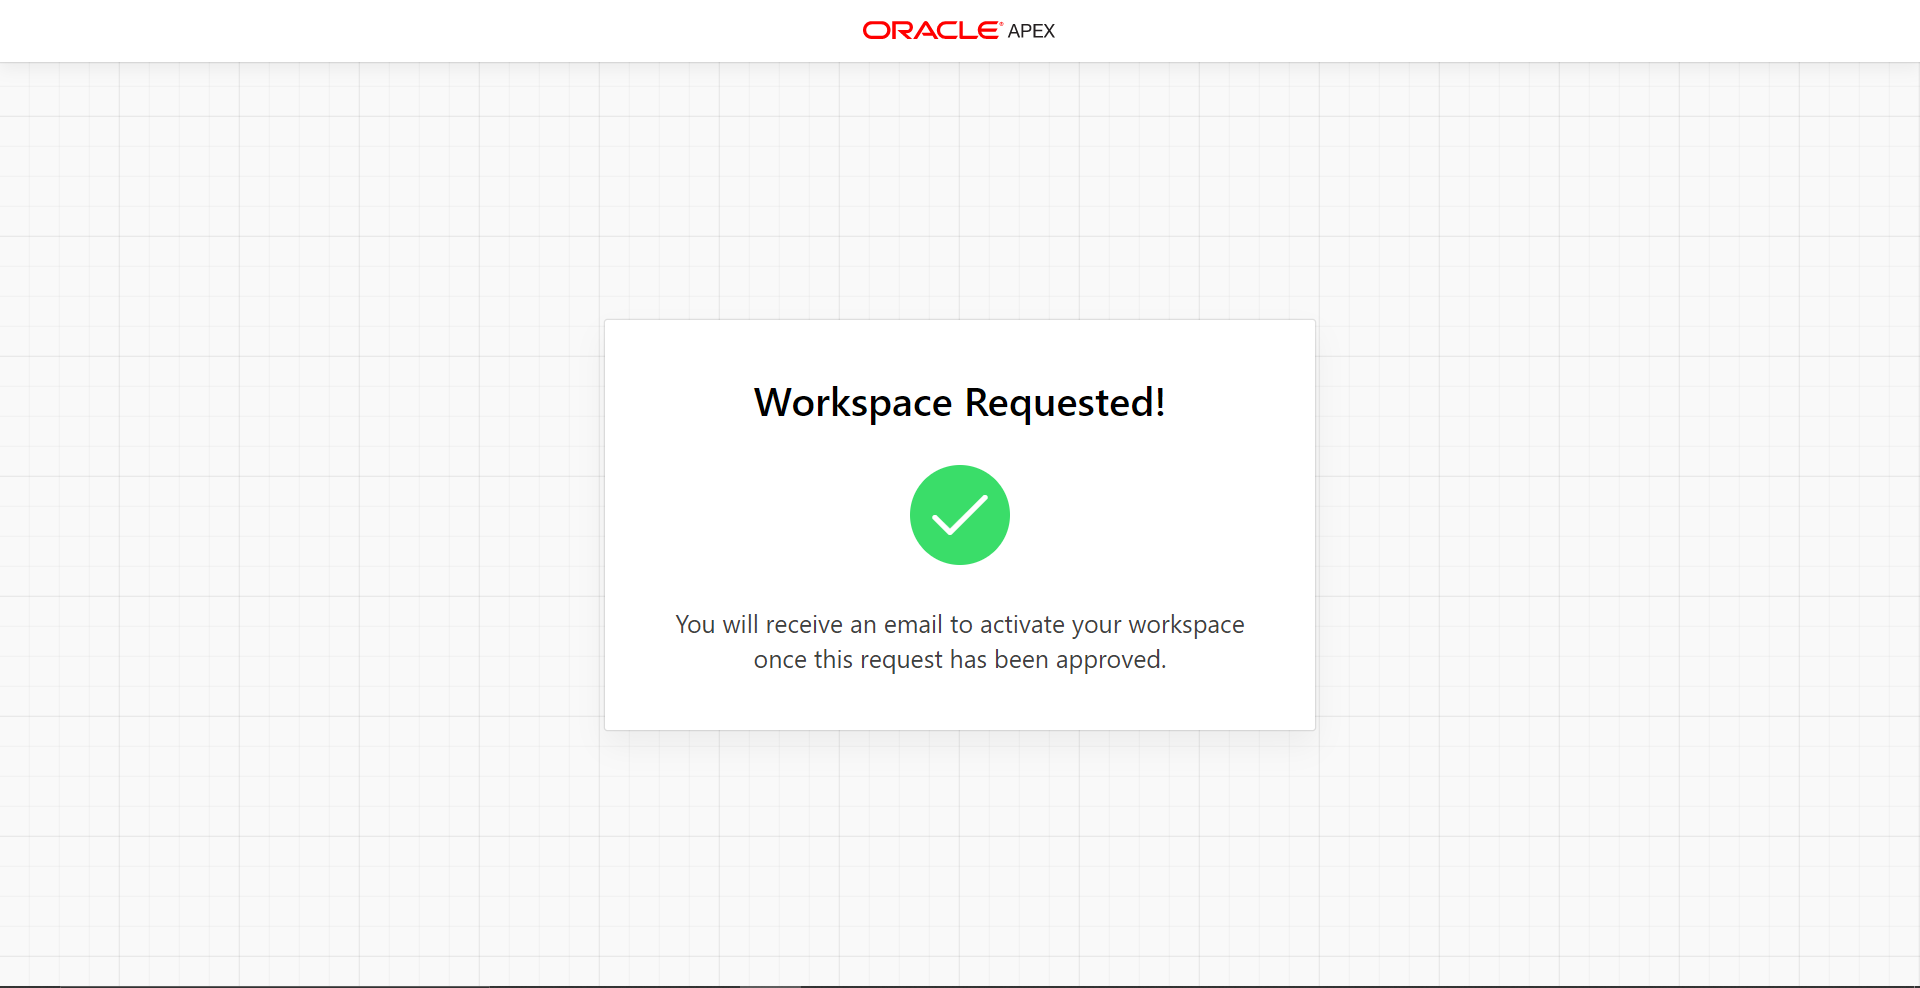 ORACLE® APEX
Workspace Requested!
You will receive an email to activate your workspace
once this request has been approved.